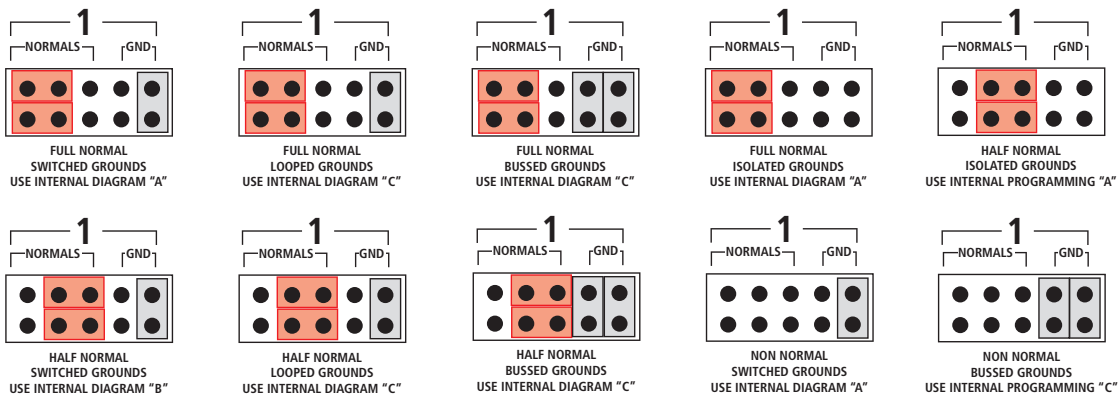 1
NORMALS GND
FULL NORMAL
SWITCHED GROUNDS
USE INTERNAL DIAGRAM "A"
1
NORMALS GND
FULL NORMAL
LOOPED GROUNDS
USE INTERNAL DIAGRAM "C"
1
NORMALS GND
FULL NORMAL
BUSSED GROUNDS
USE INTERNAL DIAGRAM "C"
1
NORMALS GND
FULL NORMAL
ISOLATED GROUNDS
USE INTERNAL DIAGRAM "A"
1
NORMALS GND
HALF NORMAL
ISOLATED GROUNDS
USE INTERNAL PROGRAMMING "A"
1
NORMALS GND
HALF NORMAL
SWITCHED GROUNDS
USE INTERNAL DIAGRAM "B"
1
NORMALS GND
HALF NORMAL
LOOPED GROUNDS
USE INTERNAL DIAGRAM "C"
1
NORMALS GND
HALF NORMAL
BUSSED GROUNDS
USE INTERNAL DIAGRAM "C"
1
NORMALS GND
NON NORMAL
SWITCHED GROUNDS
USE INTERNAL DIAGRAM "A"
1
NORMALS GND
NON NORMAL
BUSSED GROUNDS
USE INTERNAL PROGRAMMING "C"